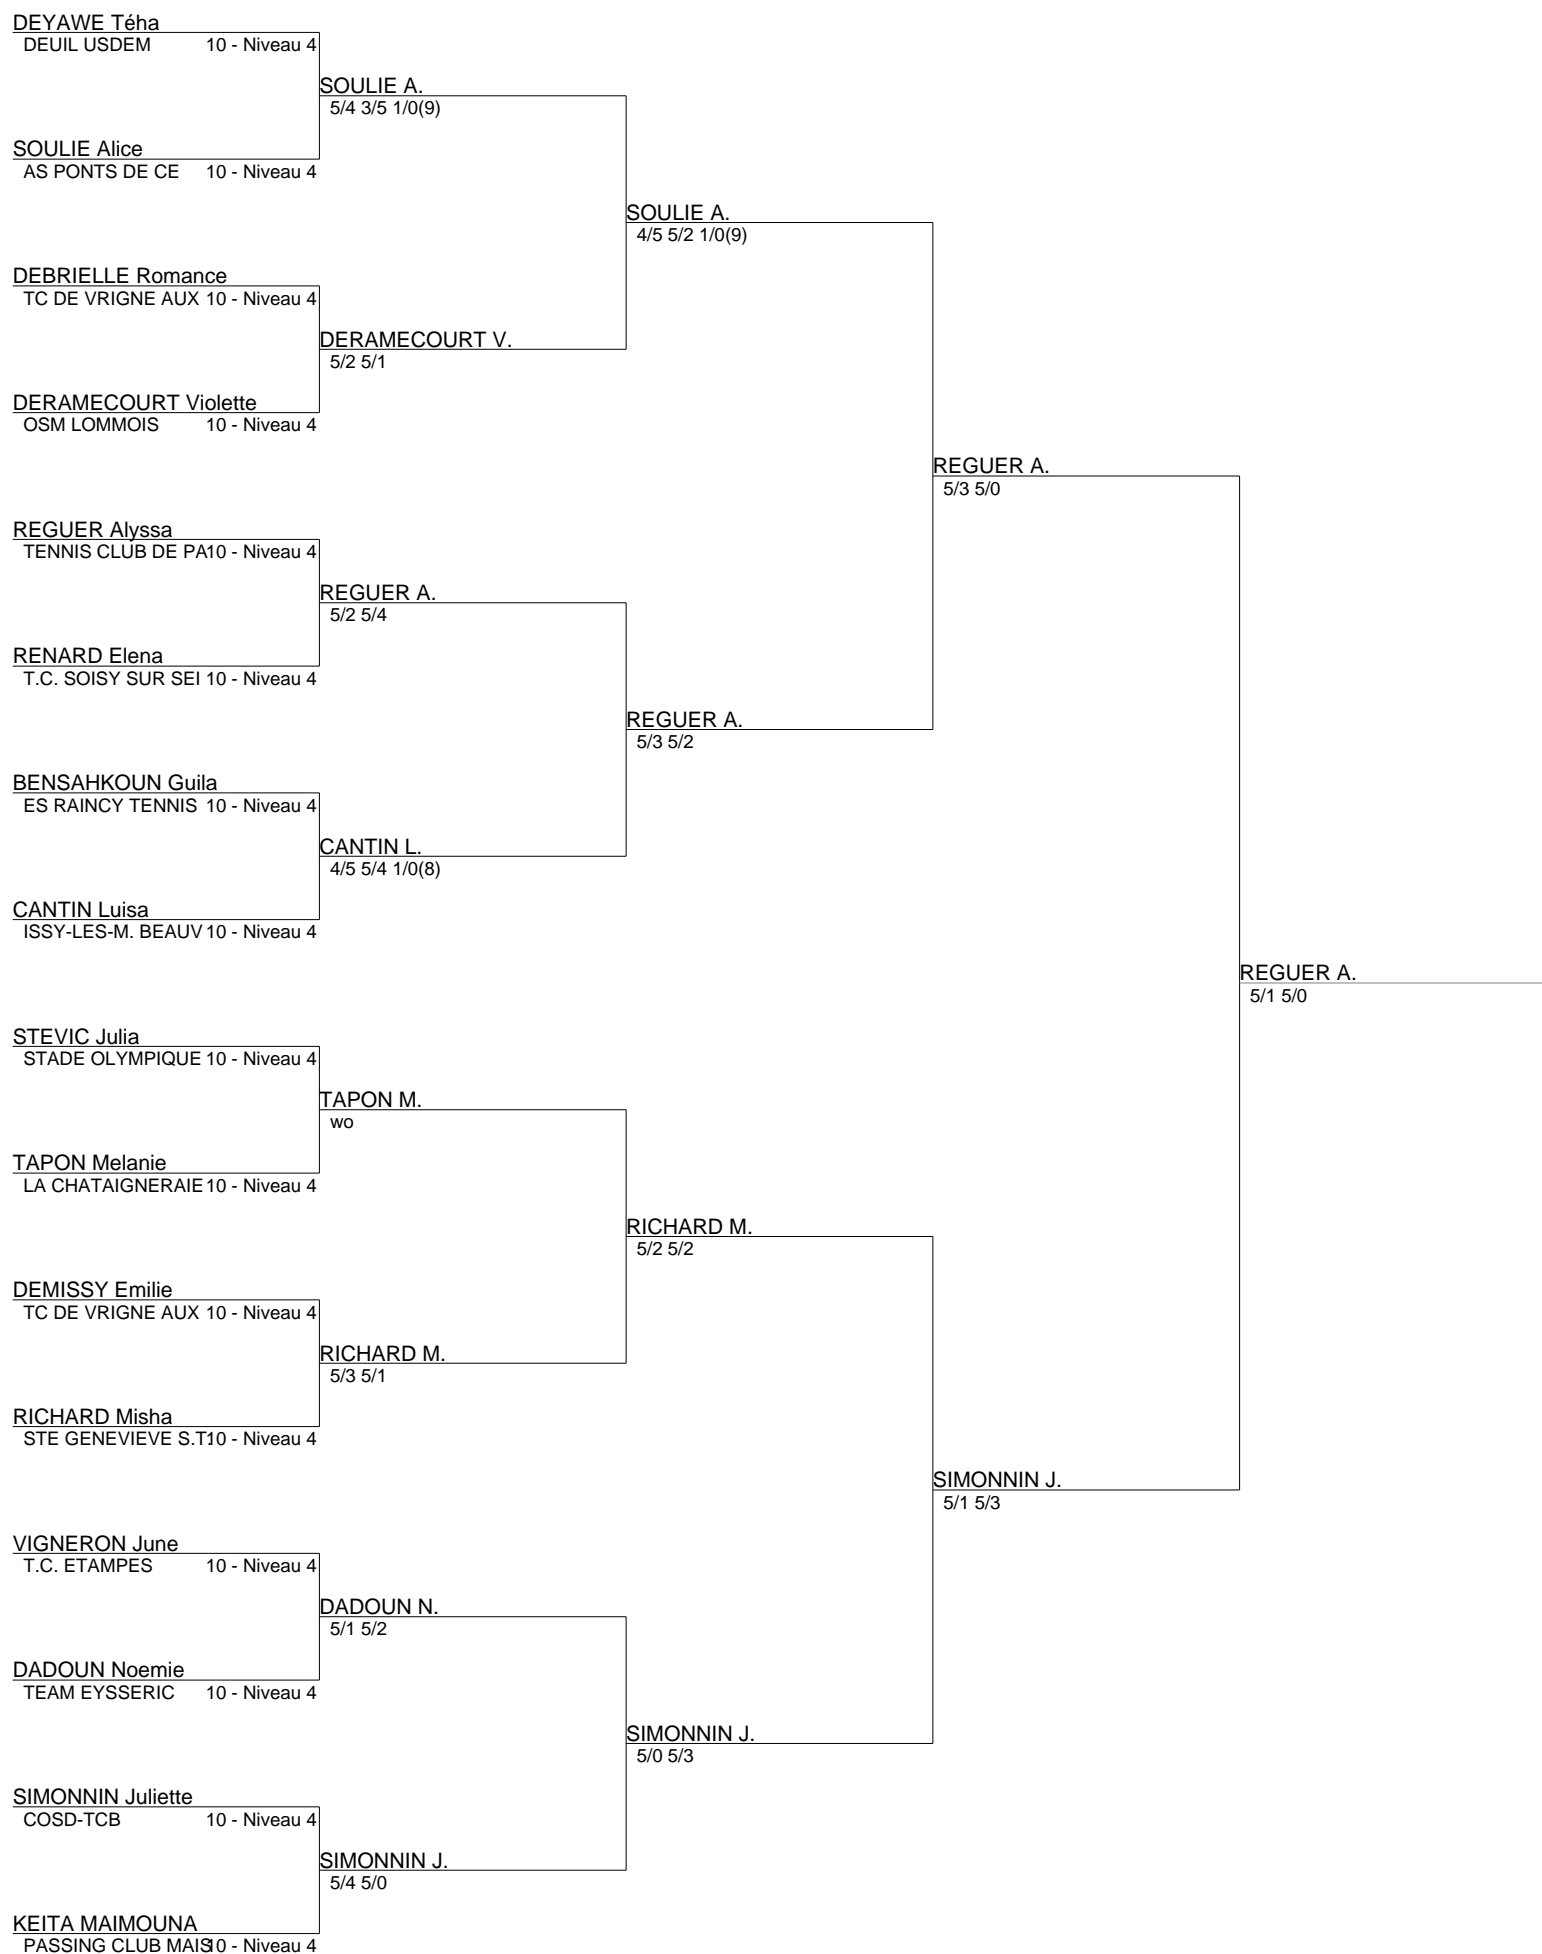 DEYAWE Téha
DEUIL USDEM 10 - Niveau 4
SOULIE A.
5/4 3/5 1/0(9)
SOULIE Alice
AS PONTS DE CE 10 - Niveau 4
SOULIE A.
4/5 5/2 1/0(9)
DEBRIELLE Romance
TC DE VRIGNE AUX 10 - Niveau 4
DERAMECOURT V.
5/2 5/1
DERAMECOURT Violette
OSM LOMMOIS 10 - Niveau 4
REGUER A.
5/3 5/0
REGUER Alyssa
TENNIS CLUB DE PA10 - Niveau 4
REGUER A.
5/2 5/4
RENARD Elena
T.C. SOISY SUR SEI 10 - Niveau 4
REGUER A.
5/3 5/2
BENSAHKOUN Guila
ES RAINCY TENNIS 10 - Niveau 4
CANTIN L.
4/5 5/4 1/0(8)
CANTIN Luisa
ISSY-LES-M. BEAUV 10 - Niveau 4
REGUER A.
5/1 5/0
STEVIC Julia
STADE OLYMPIQUE 10 - Niveau 4
TAPON M.
wo
TAPON Melanie
LA CHATAIGNERAIE 10 - Niveau 4
RICHARD M.
5/2 5/2
DEMISSY Emilie
TC DE VRIGNE AUX 10 - Niveau 4
RICHARD M.
5/3 5/1
RICHARD Misha
STE GENEVIEVE S.T.10 - Niveau 4
SIMONNIN J.
5/1 5/3
VIGNERON June
T.C. ETAMPES 10 - Niveau 4
DADOUN N.
5/1 5/2
DADOUN Noemie
TEAM EYSSERIC 10 - Niveau 4
SIMONNIN J.
5/0 5/3
SIMONNIN Juliette
COSD-TCB 10 - Niveau 4
SIMONNIN J.
5/4 5/0
KEITA MAIMOUNA
PASSING CLUB MAIS10 - Niveau 4